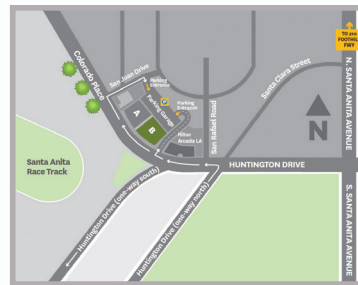 TO 210
FOOTHILL
FWY
Colorado Place
San Juan Drive
Parking
Entrance
P
Parking Garage
Parking
Entrance
A
B
Hilton
Arcadia LA
San Rafael Road
Santa Clara Street
N. SANTA ANITA AVENUE
N
Santa Anita
Race Track
HUNTINGTON DRIVE
Huntington Drive (one-way south)
Huntington Drive (one-way north)
S. SANTA ANITA AVENUE